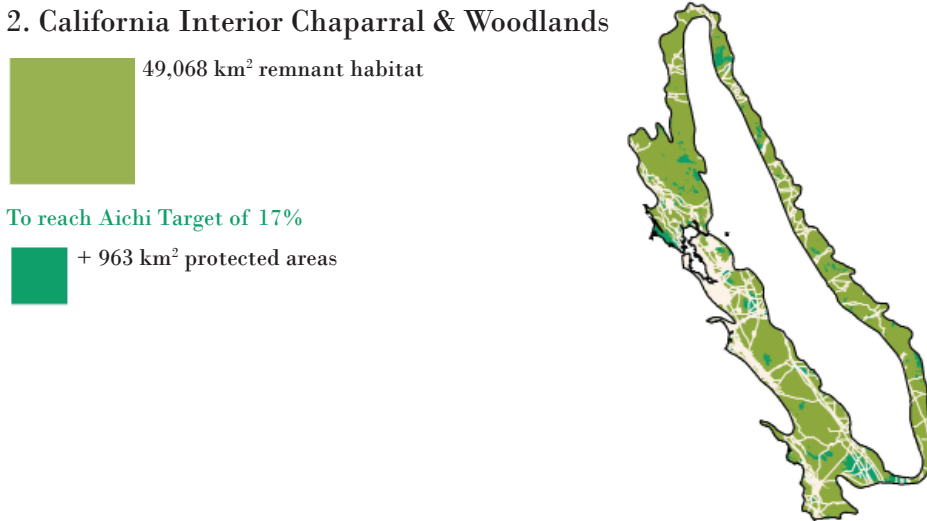 2. California Interior Chaparral & Woodlands
49,068 km² remnant habitat
To reach Aichi Target of 17%
+ 963 km² protected areas